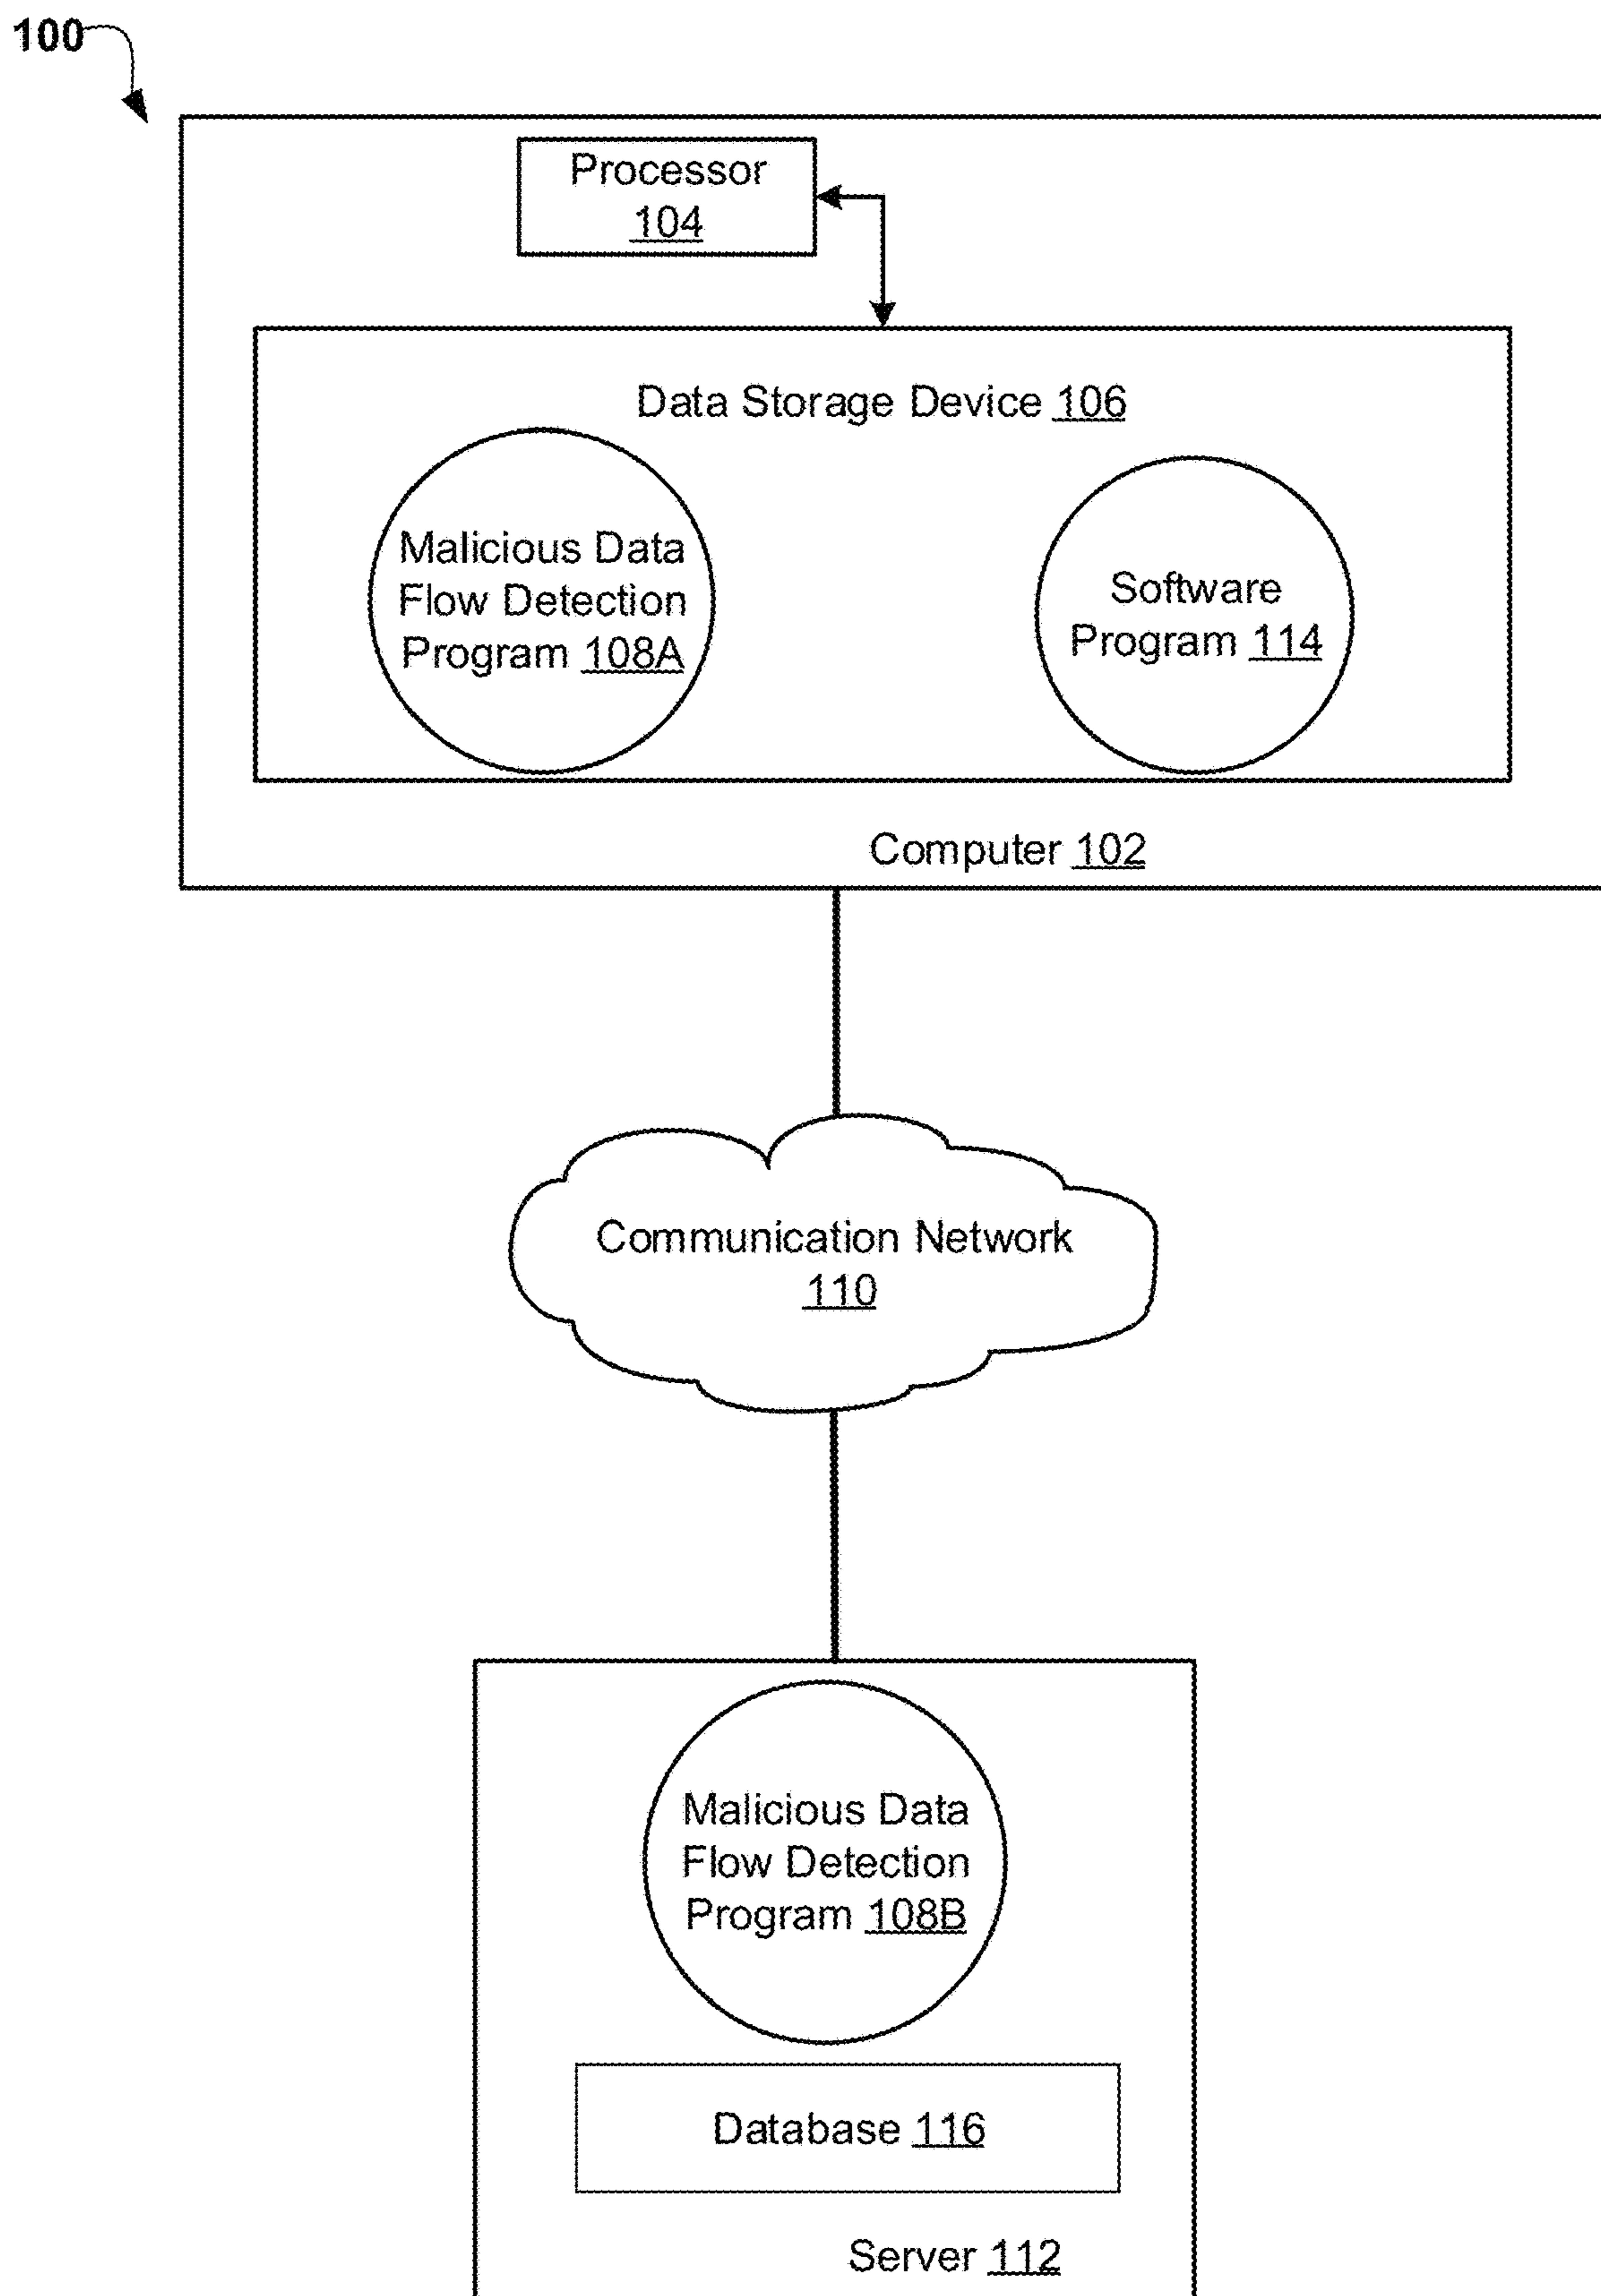 100
Processor
104
Data Storage Device 106
Malicious Data
Flow Detection
Program 108A
Software
Program 114
Computer 102
Communication Network
110
Malicious Data
Flow Detection
Program 108B
Database 116
Server 112